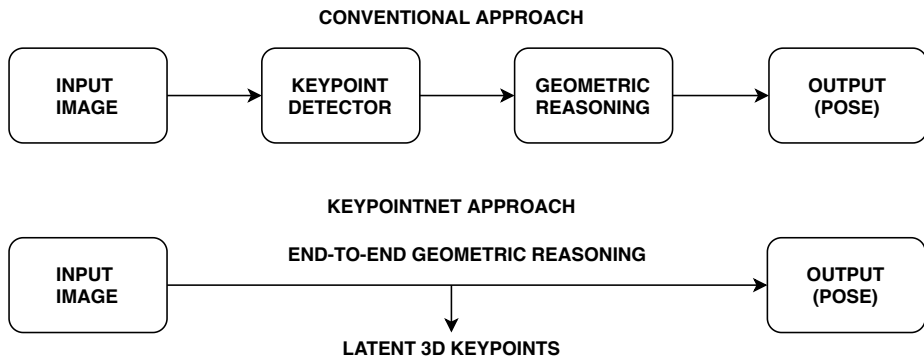 CONVENTIONAL APPROACH
INPUT
IMAGE
KEYPOINT
DETECTOR
GEOMETRIC
REASONING
OUTPUT
(POSE)
KEYPOINTNET APPROACH
INPUT
IMAGE
END-TO-END GEOMETRIC REASONING
OUTPUT
(POSE)
LATENT 3D KEYPOINTS